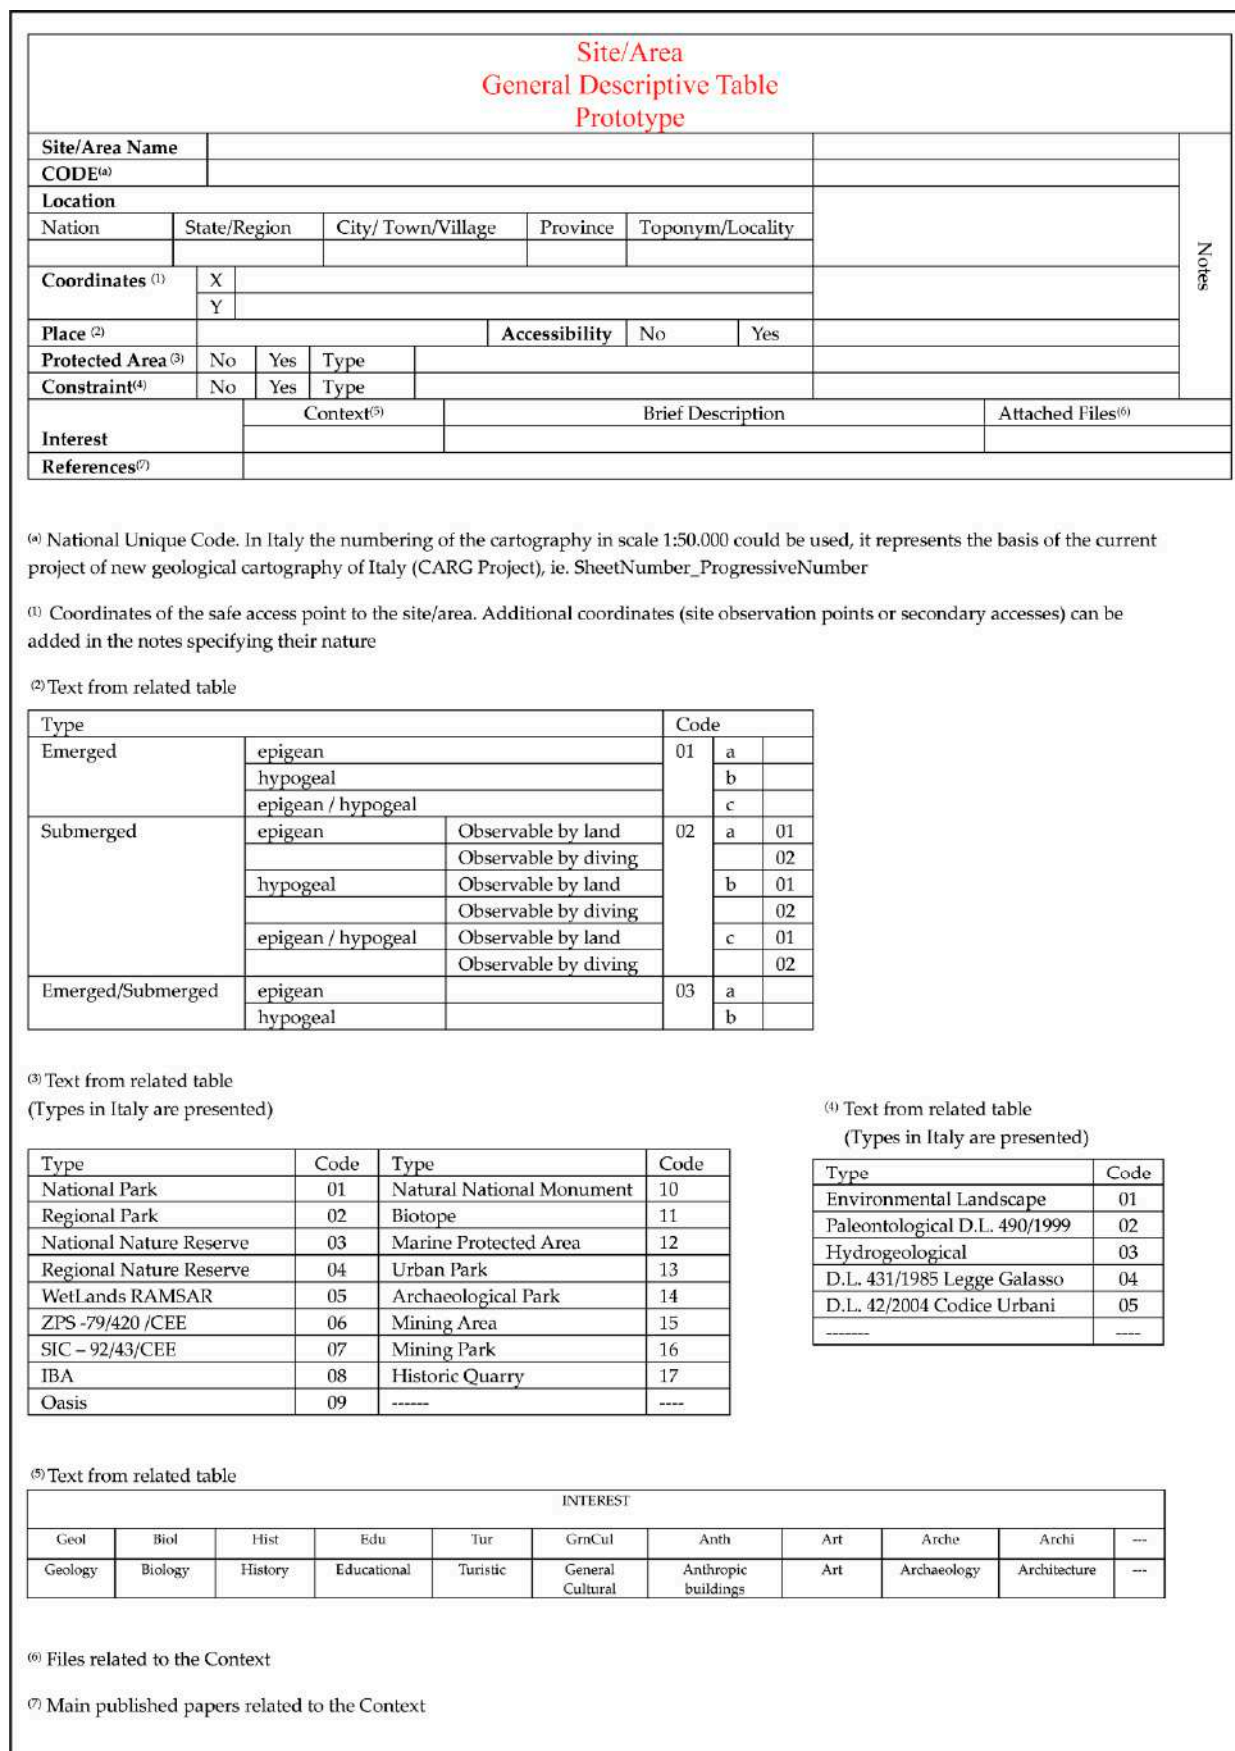 Site/Area
General Descriptive Table
Prototype
Site/Area Name
CODE(a)
Location
Nation State/Region City/ Town/Village Province Toponym/Locality
Notes
Coordinates (1) X
Y
Place (2) Accessibility No Yes
Protected Area (3) No Yes Type
Constraint(4) No Yes Type
Context(5) Brief Description Attached Files(6)
Interest
References(7)
(a) National Unique Code. In Italy the numbering of the cartography in scale 1:50.000 could be used, it represents the basis of the current
project of new geological cartography of Italy (CARG Project), ie. SheetNumber_ProgressiveNumber
(1) Coordinates of the safe access point to the site/area. Additional coordinates (site observation points or secondary accesses) can be
added in the notes specifying their nature
(2) Text from related table
Type Code
Emerged epigean 01 a
hypogeal b
epigean / hypogeal c
Submerged epigean Observable by land 02 a 01
Observable by diving 02
hypogeal Observable by land b 01
Observable by diving 02
epigean / hypogeal Observable by land c 01
Observable by diving 02
Emerged/Submerged epigean 03 a
hypogeal b
(3) Text from related table
(Types in Italy are presented)
Type Code Type Code
National Park 01 Natural National Monument 10
Regional Park 02 Biotope 11
National Nature Reserve 03 Marine Protected Area 12
Regional Nature Reserve 04 Urban Park 13
WetLands RAMSAR 05 Archaeological Park 14
ZPS -79/420 /CEE 06 Mining Area 15
SIC – 92/43/CEE 07 Mining Park 16
IBA 08 Historic Quarry 17
Oasis 09 ------ ----
(4) Text from related table
(Types in Italy are presented)
Type Code
Environmental Landscape 01
Paleontological D.L. 490/1999 02
Hydrogeological 03
D.L. 431/1985 Legge Galasso 04
D.L. 42/2004 Codice Urbani 05
------- ----
(5) Text from related table
INTEREST
Geol Biol Hist Edu Tur GrnCul Anth Art Arche Archi ---
Geology Biology History Educational Turistic General Anthropic Art Archaeology Architecture ---
Cultural buildings
(6) Files related to the Context
(7) Main published papers related to the Context